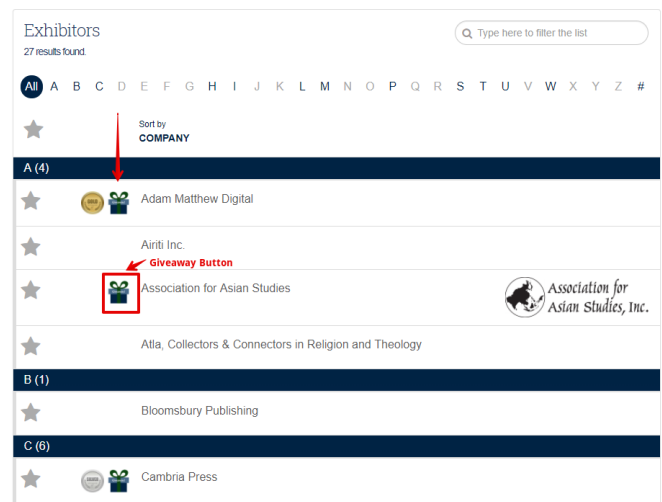 Exhibitors
Type here to filter the list
27 results found.
All A B C D E F G H I J K L M N O P Q R S T U V W X Y Z #
Sort by
COMPANY
A (4)
Adam Matthew Digital
Airiti Inc.
Giveaway Button
Association for Asian Studies
Association for
Asian Studies, Inc.
Atla, Collectors & Connectors in Religion and Theology
B (1)
Bloomsbury Publishing
C (6)
Cambria Press